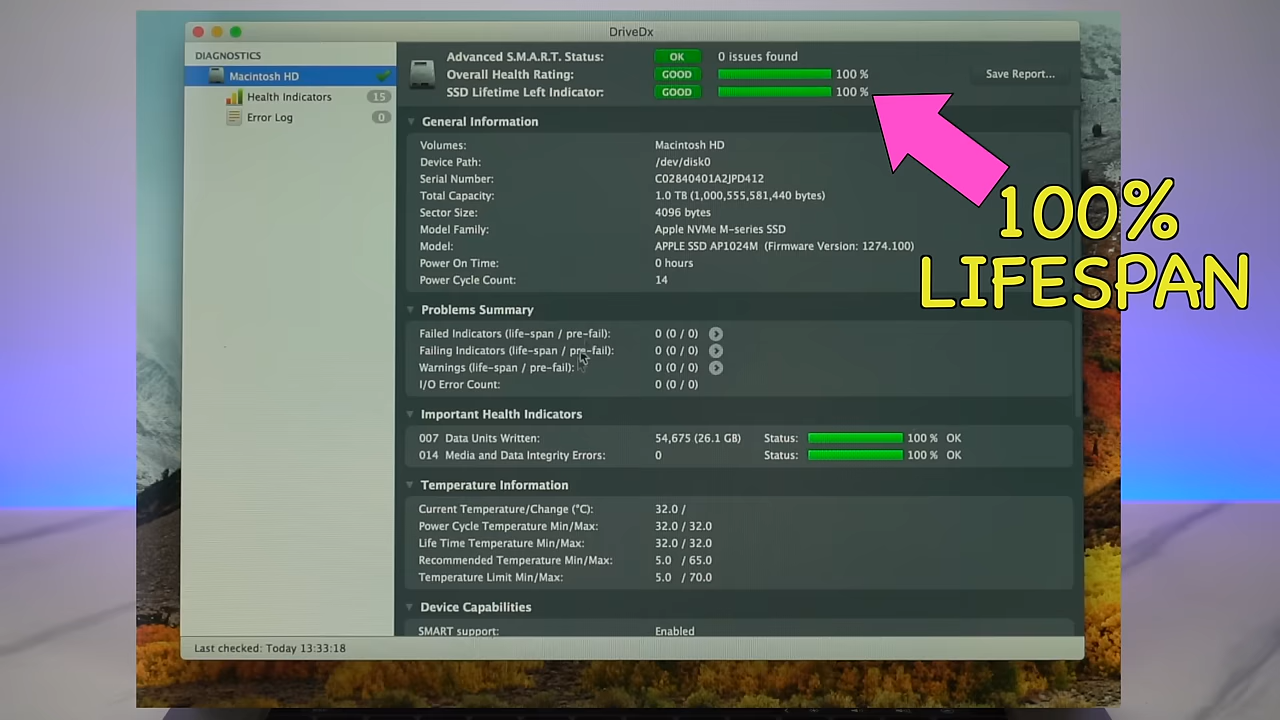 DriveDx
DIAGNOSTICS
Macintosh HD
Health Indicators 15
Error Log 0
Advanced S.M.A.R.T. Status: OK 0 issues found
Overall Health Rating: GOOD 100 %
SSD Lifetime Left Indicator: GOOD 100 %
Save Report...
100%
LIFESPAN
General Information
Volumes: Macintosh HD
Device Path: /dev/disk0
Serial Number: C02840401A2JPD412
Total Capacity: 1.0 TB (1,000,555,581,440 bytes)
Sector Size: 4096 bytes
Model Family: Apple NVMe M-series SSD
Model: APPLE SSD AP1024M (Firmware Version: 1274.100)
Power On Time: 0 hours
Power Cycle Count: 14
Problems Summary
Failed Indicators (life-span / pre-fail): 0 (0 / 0)
Failing Indicators (life-span / pre-fail): 0 (0 / 0)
Warnings (life-span / pre-fail): 0 (0 / 0)
I/O Error Count: 0 (0 / 0)
Important Health Indicators
007 Data Units Written: 54,675 (26.1 GB) Status: 100 % OK
014 Media and Data Integrity Errors: 0 Status: 100 % OK
Temperature Information
Current Temperature/Change (°C): 32.0 /
Power Cycle Temperature Min/Max: 32.0 / 32.0
Life Time Temperature Min/Max: 32.0 / 32.0
Recommended Temperature Min/Max: 5.0 / 65.0
Temperature Limit Min/Max: 5.0 / 70.0
Device Capabilities
SMART support: Enabled
Last checked: Today 13:33:18